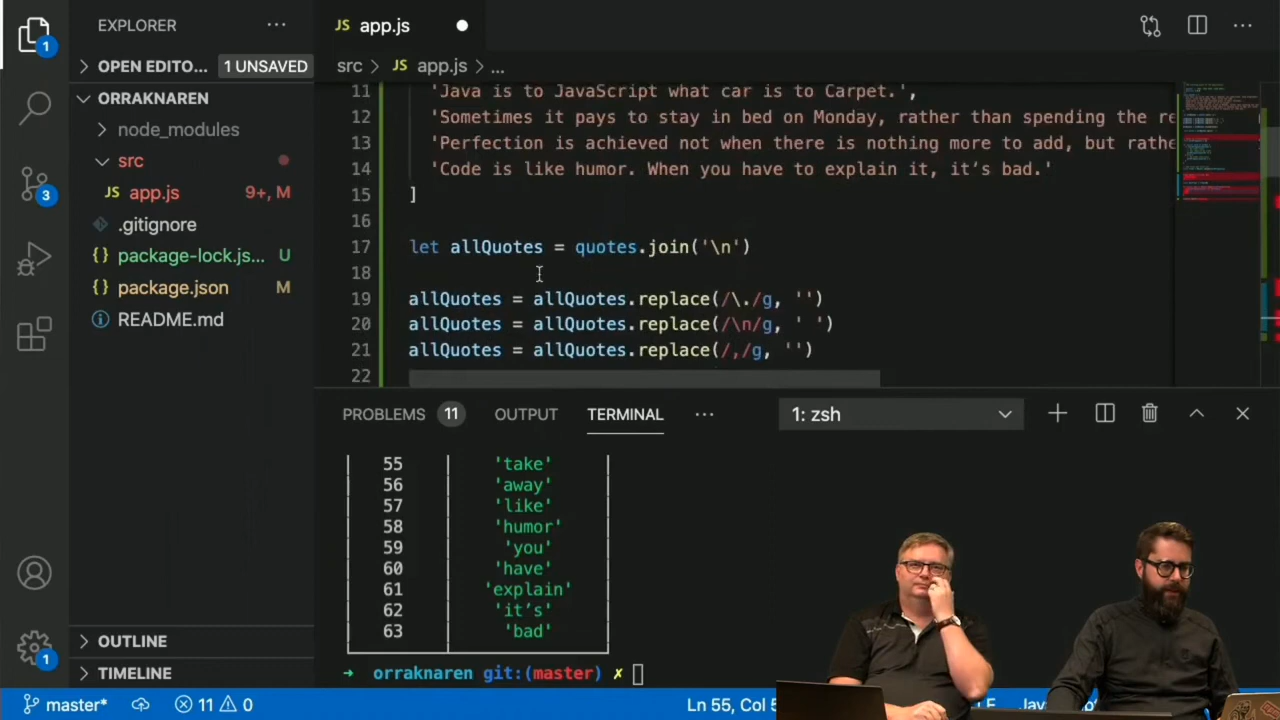 EXPLORER
JS app.js
1
OPEN EDITO... 1 UNSAVED
src > JS app.js > ...
ORRAKNAREN
node_modules
src
JS app.js 9+, M
3
.gitignore
{} package-lock.js... U
{} package.json M
README.md
11 'Java is to JavaScript what car is to Carpet.',
12 'Sometimes it pays to stay in bed on Monday, rather than spending the re
13 'Perfection is achieved not when there is nothing more to add, but rathe
14 'Code is like humor. When you have to explain it, it’s bad.'
15 ]
16
17 let allQuotes = quotes.join('\n')
18
19 allQuotes = allQuotes.replace(/\./g, '')
20 allQuotes = allQuotes.replace(/\n/g, ' ')
21 allQuotes = allQuotes.replace(/,/g, '')
22
PROBLEMS 11 OUTPUT TERMINAL ... 1: zsh
55 'take'
56 'away'
57 'like'
58 'humor'
59 'you'
60 'have'
61 'explain'
62 'it’s'
63 'bad'
➜ orraknaren git:(master) ✗
OUTLINE
TIMELINE
1
master* 11 0 Ln 55, Col